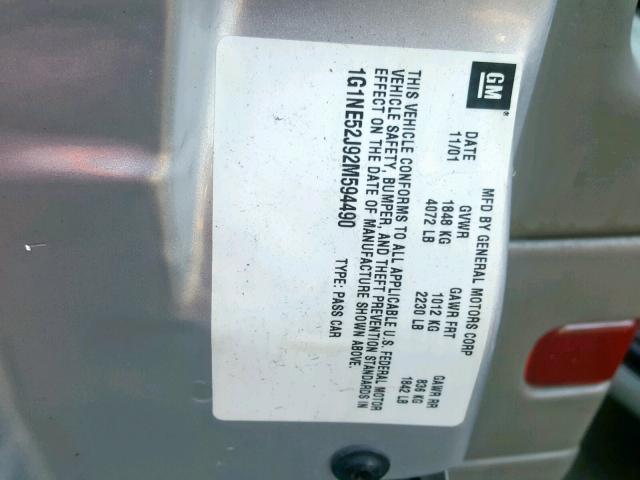 GM
MFD BY GENERAL MOTORS CORP
DATE GVWR GAWR FRT GAWR RR
11/01 1848 KG 1012 KG 836 KG
4072 LB 2230 LB 1842 LB
THIS VEHICLE CONFORMS TO ALL APPLICABLE U.S. FEDERAL MOTOR
VEHICLE SAFETY, BUMPER, AND THEFT PREVENTION STANDARDS IN
EFFECT ON THE DATE OF MANUFACTURE SHOWN ABOVE.
1G1NE52J92M594490 TYPE: PASS CAR